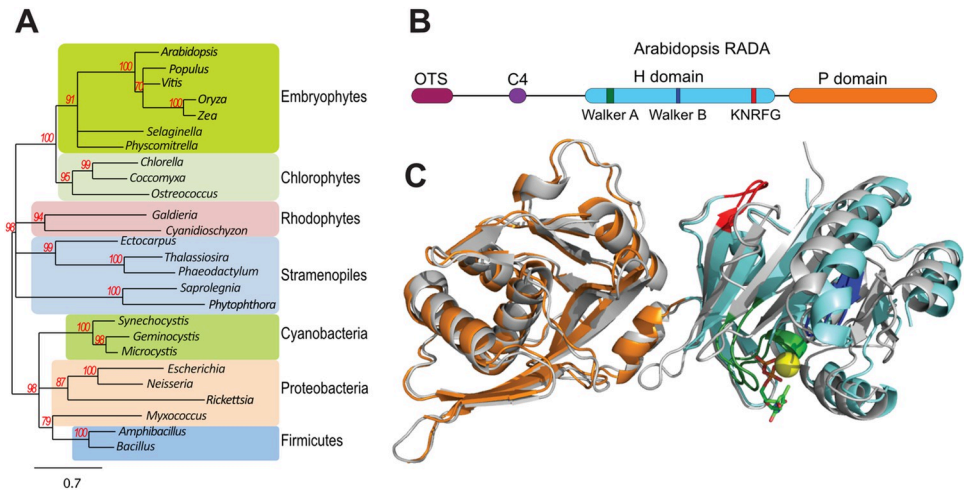 A
Arabidopsis
100
Populus
70
Vitis
Oryza
100
Zea
91
Embryophytes
Selaginella
Physcomitrella
100
Chlorella
99
Coccomyxa
95
Ostreococcus
Chlorophytes
Galdieria
94
Cyanidioschyzon
Rhodophytes
96
Ectocarpus
99
Thalassiosira
100
Phaeodactylum
Stramenopiles
Saprolegnia
100
Phytophthora
Synechocystis
100
Geminocystis
98
Microcystis
Cyanobacteria
Escherichia
100
Neisseria
87
Rickettsia
Proteobacteria
98
Myxococcus
79
Amphibacillus
100
Bacillus
Firmicutes
0.7
B
Arabidopsis RADA
OTS C4 H domain P domain
Walker A Walker B KNRFG
C